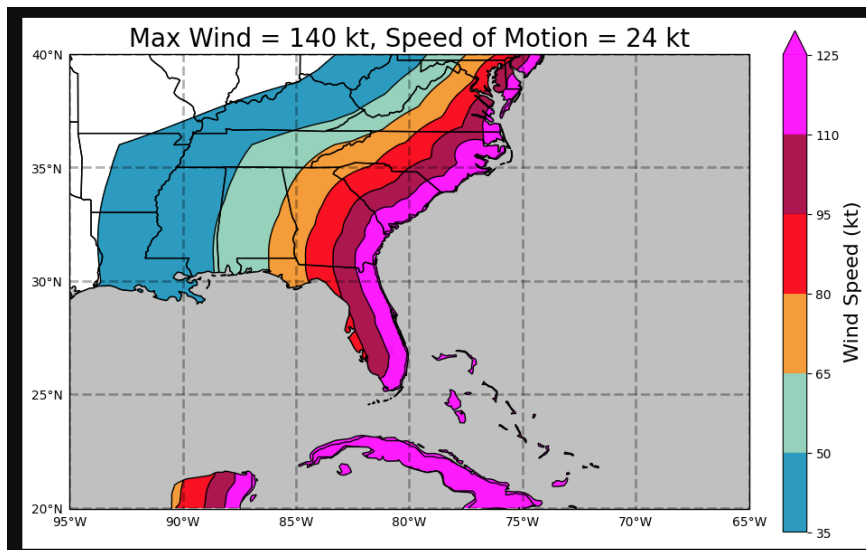 Max Wind = 140 kt, Speed of Motion = 24 kt
40°N
35°N
30°N
25°N
20°N
95°W
90°W
85°W
80°W
75°W
70°W
65°W
125
110
95
80
65
50
35
Wind Speed (kt)